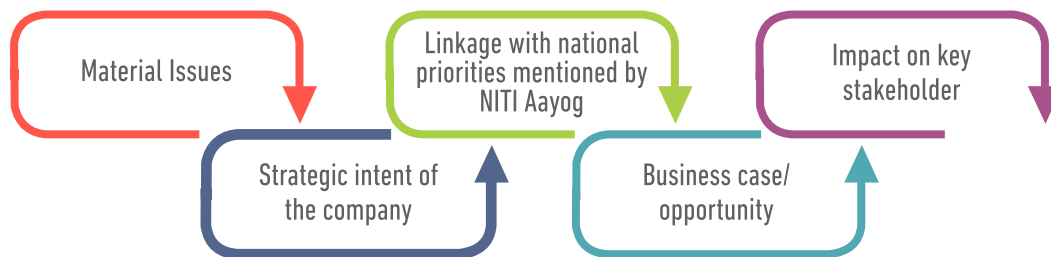 Material Issues
Strategic intent of
the company
Linkage with national
priorities mentioned by
NITI Aayog
Business case/
opportunity
Impact on key
stakeholder